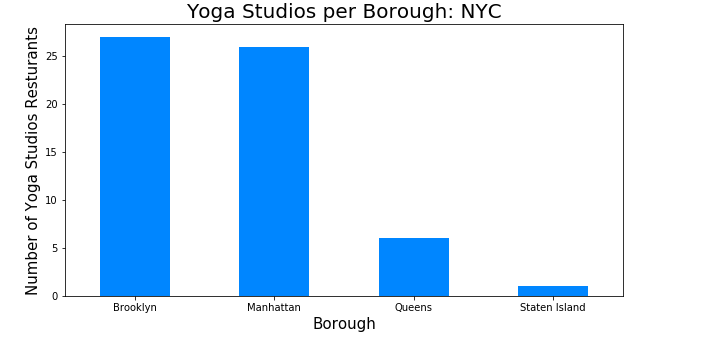 Yoga Studios per Borough: NYC
Number of Yoga Studios Resturants
25
20
15
10
5
0
Brooklyn
Manhattan
Queens
Staten Island
Borough